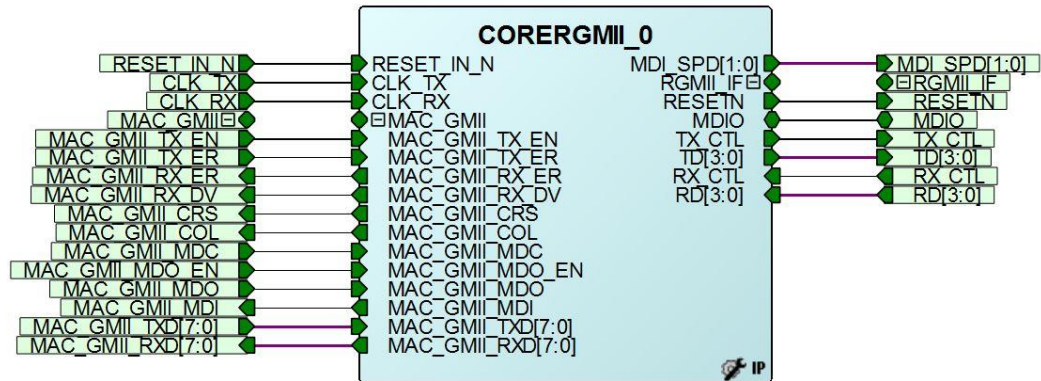 CORERGMII_0
RESET_IN_N RESET_IN_N MDI_SPD[1:0] MDI_SPD[1:0]
CLK_TX CLK_TX RGMII_IF RGMII_IF
CLK_RX CLK_RX RESETN RESETN
MAC_GMII MAC_GMII MDIO MDIO
MAC_GMII_TX_EN MAC_GMII_TX_EN TX_CTL TX_CTL
MAC_GMII_TX_ER MAC_GMII_TX_ER TD[3:0] TD[3:0]
MAC_GMII_RX_ER MAC_GMII_RX_ER RX_CTL RX_CTL
MAC_GMII_RX_DV MAC_GMII_RX_DV RD[3:0] RD[3:0]
MAC_GMII_CRS MAC_GMII_CRS
MAC_GMII_COL MAC_GMII_COL
MAC_GMII_MDC MAC_GMII_MDC
MAC_GMII_MDO_EN MAC_GMII_MDO_EN
MAC_GMII_MDO MAC_GMII_MDO
MAC_GMII_MDI MAC_GMII_MDI
MAC_GMII_TXD[7:0] MAC_GMII_TXD[7:0]
MAC_GMII_RXD[7:0] MAC_GMII_RXD[7:0]
IP